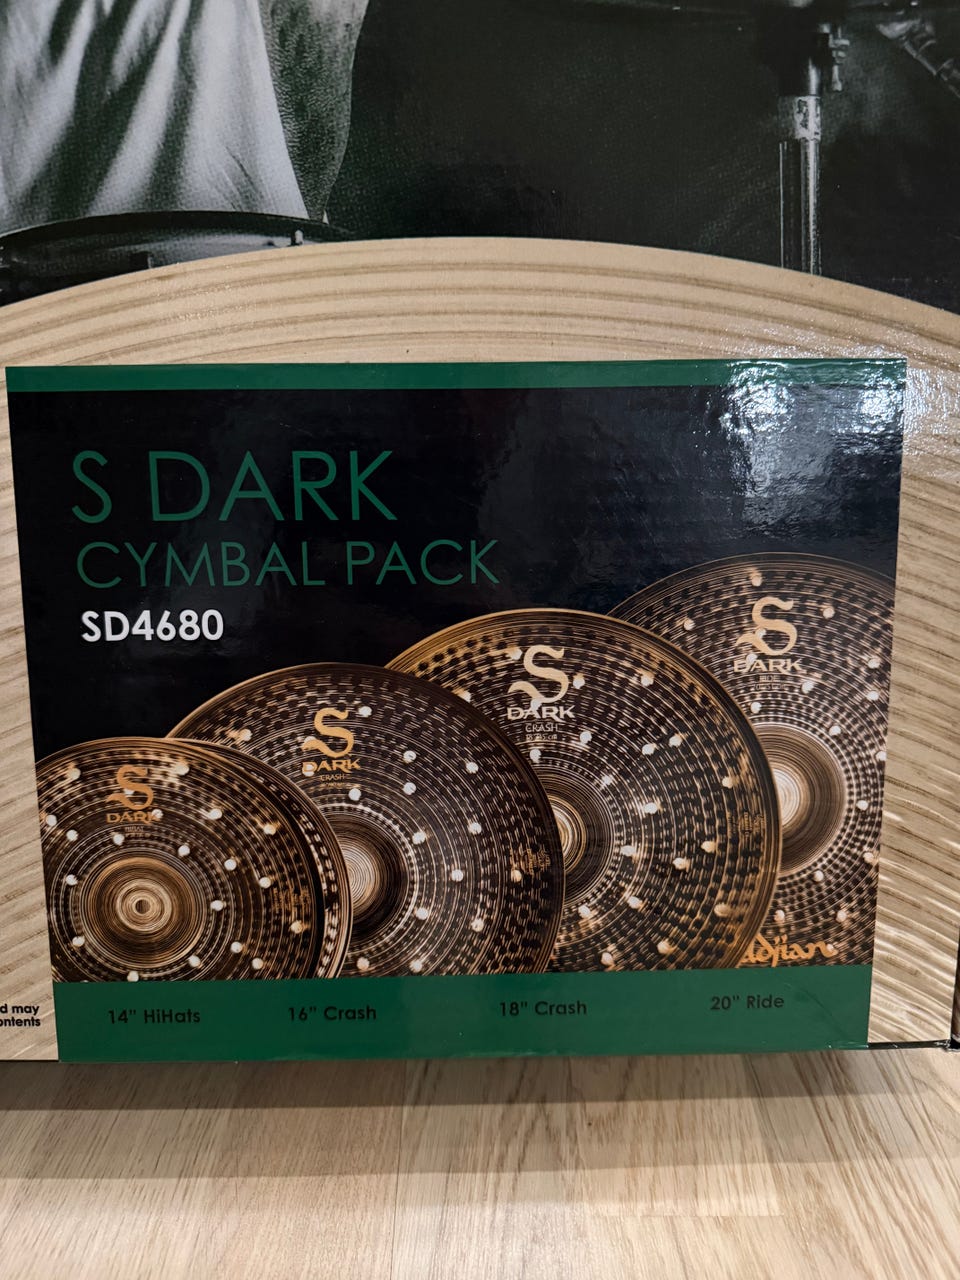 S DARK
CYMBAL PACK
SD4680
S
DARK
S
DARK
CRASH
S
DARK
CRASH
S
DARK
RIDE
d may
ontents
14" HiHats
16" Crash
18" Crash
20" Ride